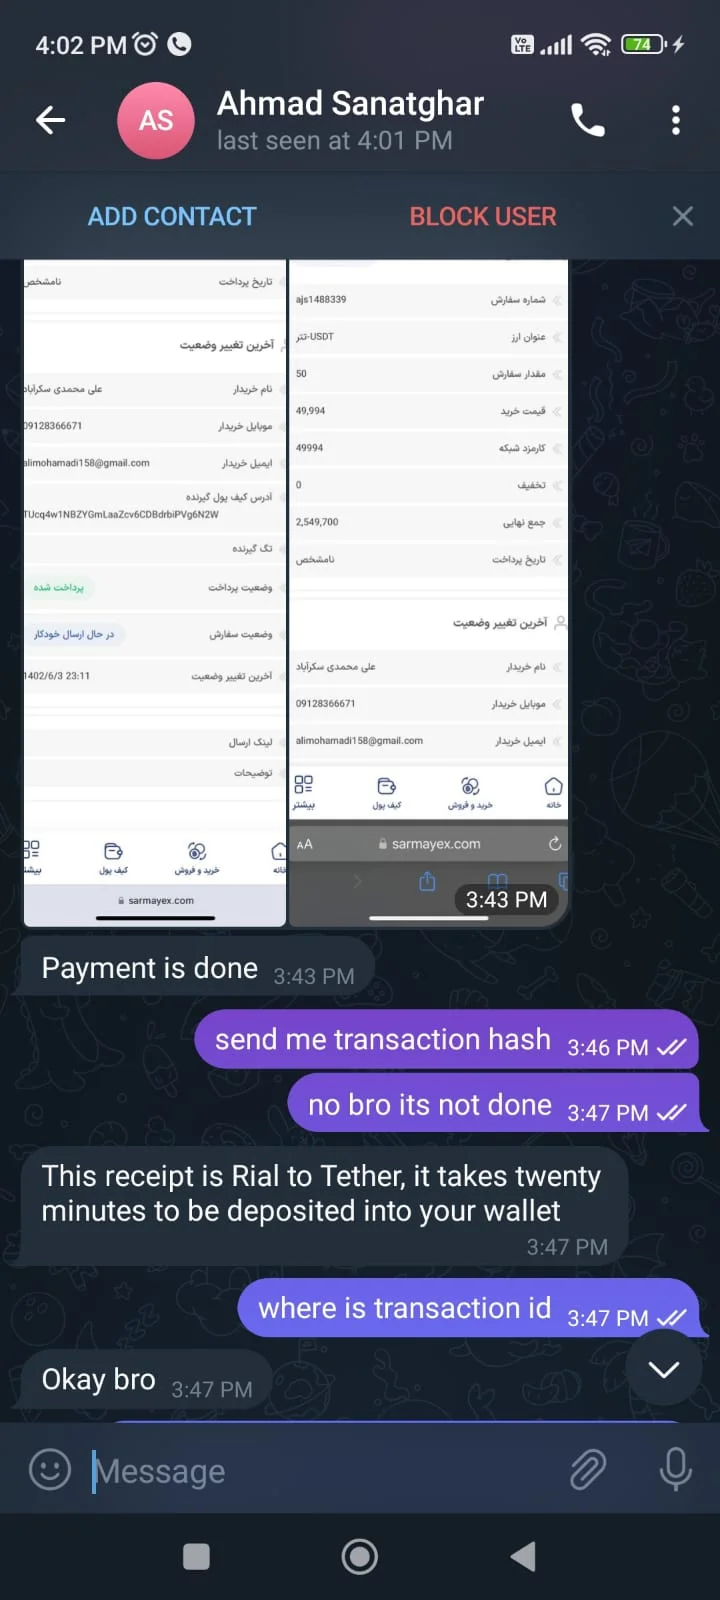 4:02 PM
Vo
LTE
74
AS
Ahmad Sanatghar
last seen at 4:01 PM
ADD CONTACT
BLOCK USER
تاریخ پرداخت
نامشخص
آخرین تغییر وضعیت
نام خریدار
علی محمدی سکرآباد
موبایل خریدار
09128366671
ایمیل خریدار
alimohamadi158@gmail.com
آدرس کیف پول گیرنده
TUcq4w1NBZYGmLaaZcv6CDBdrbiPVg6N2W
تگ گیرنده
وضعیت پرداخت
پرداخت شده
وضعیت سفارش
در حال ارسال خودکار
آخرین تغییر وضعیت
1402/6/3 23:11
لینک ارسال
توضیحات
خانه
خرید و فروش
کیف پول
بیشتر
sarmayex.com
شماره سفارش
ajs1488339
عنوان ارز
تتر-USDT
مقدار سفارش
50
قیمت خرید
49,994
کارمزد شبکه
49994
تخفیف
0
جمع نهایی
2,549,700
تاریخ پرداخت
نامشخص
آخرین تغییر وضعیت
نام خریدار
علی محمدی سکرآباد
موبایل خریدار
09128366671
ایمیل خریدار
alimohamadi158@gmail.com
خانه
خرید و فروش
کیف پول
بیشتر
AA
sarmayex.com
3:43 PM
Payment is done 3:43 PM
send me transaction hash 3:46 PM
no bro its not done 3:47 PM
This receipt is Rial to Tether, it takes twenty
minutes to be deposited into your wallet
3:47 PM
where is transaction id 3:47 PM
Okay bro 3:47 PM
Message